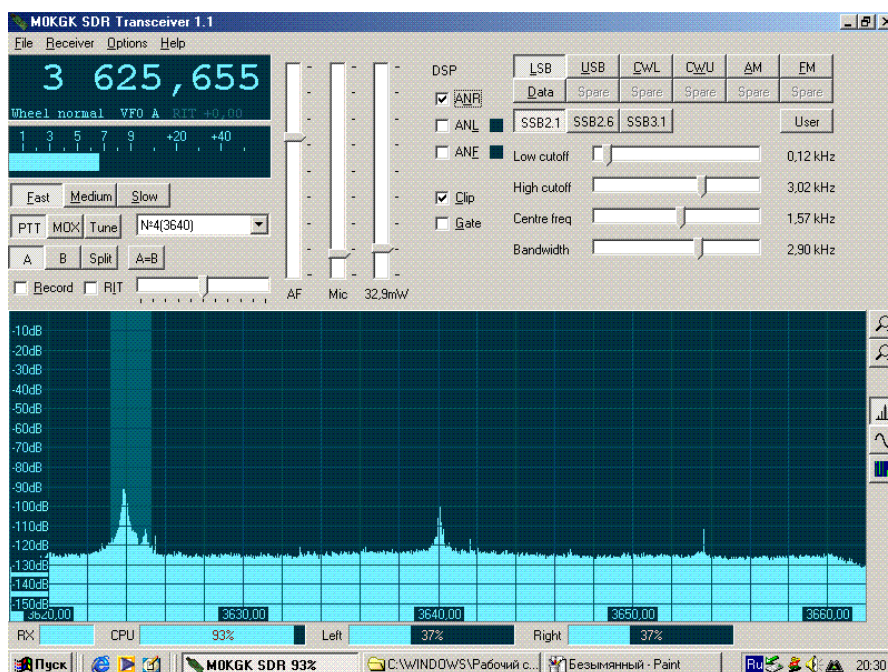 M0KGK SDR Transceiver 1.1
File Receiver Options Help
3 625,655
Wheel normal VFO A RIT +0,00
1 3 5 7 9 +20 +40
Fast Medium Slow
PTT MOX Tune №4(3640)
A B Split A=B
Record RIT
AF Mic 32,9mW
DSP
ANR
ANL
ANF
Clip
Gate
LSB USB CWL CWU AM FM
Data Spare Spare Spare Spare Spare
SSB2.1 SSB2.6 SSB3.1 User
Low cutoff 0,12 kHz
High cutoff 3,02 kHz
Centre freq 1,57 kHz
Bandwidth 2,90 kHz
-10dB
-20dB
-30dB
-40dB
-50dB
-60dB
-70dB
-80dB
-90dB
-100dB
-110dB
-120dB
-130dB
-140dB
-150dB
3620,00 3630,00 3640,00 3650,00 3660,00
RX CPU 93% Left 37% Right 37%
Пуск M0KGK SDR 93% C:\WINDOWS\Рабочий с... Безымянный - Paint Ru 20:30